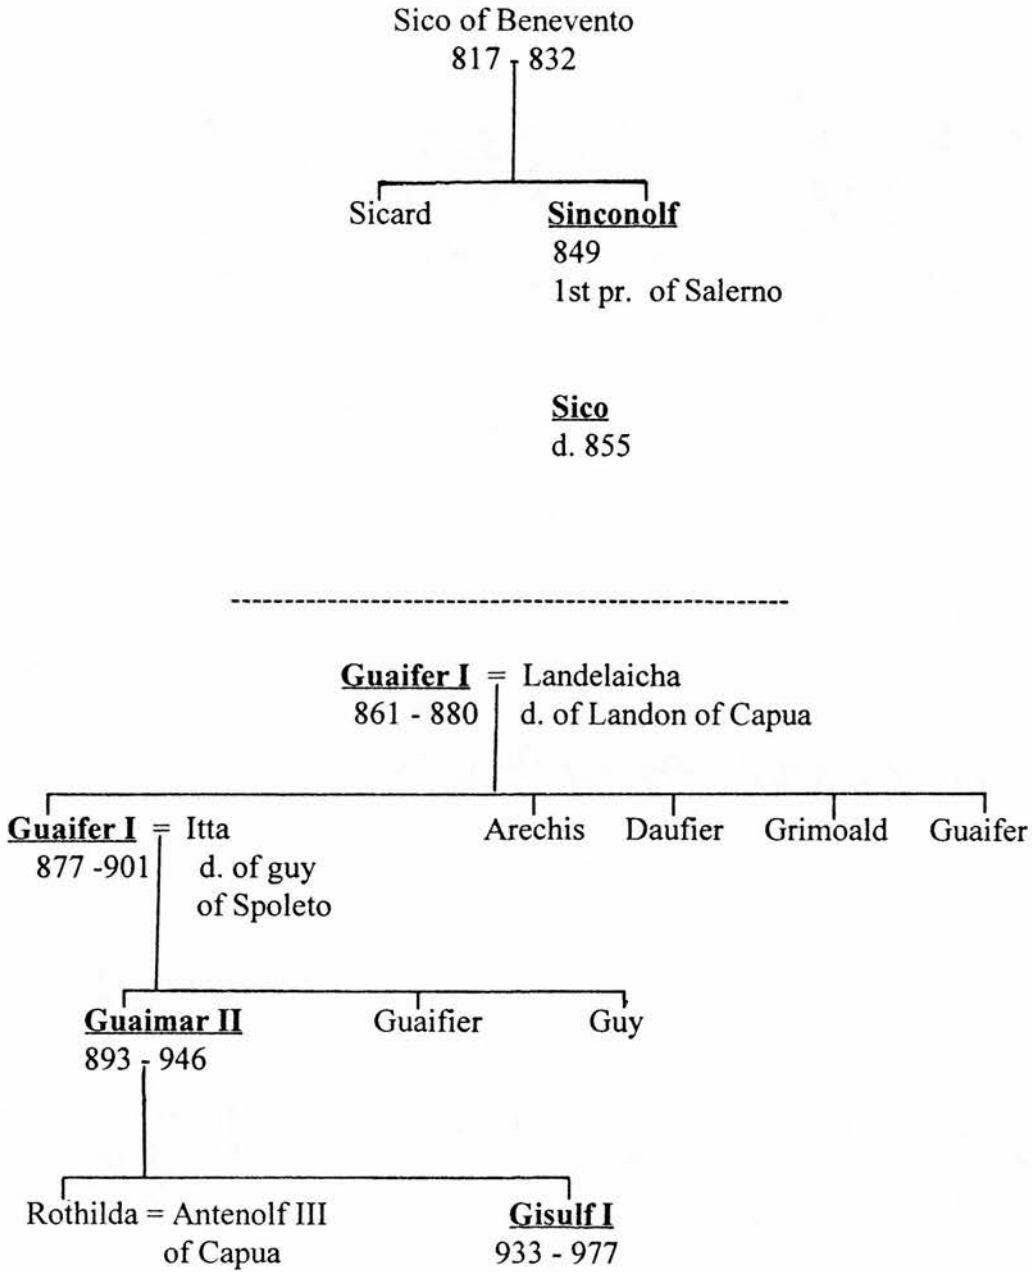 Sico of Benevento
817 - 832
Sicard
Sinconolf
849
1st pr. of Salerno
Sico
d. 855
Guaifer I = Landelaicha
861 - 880 d. of Landon of Capua
Guaifer I = Itta
877 -901 d. of guy
of Spoleto
Arechis Daufier Grimoald Guaifer
Guaimar II
893 - 946
Guaifier Guy
Rothilda = Antenolf III
of Capua
Gisulf I
933 - 977